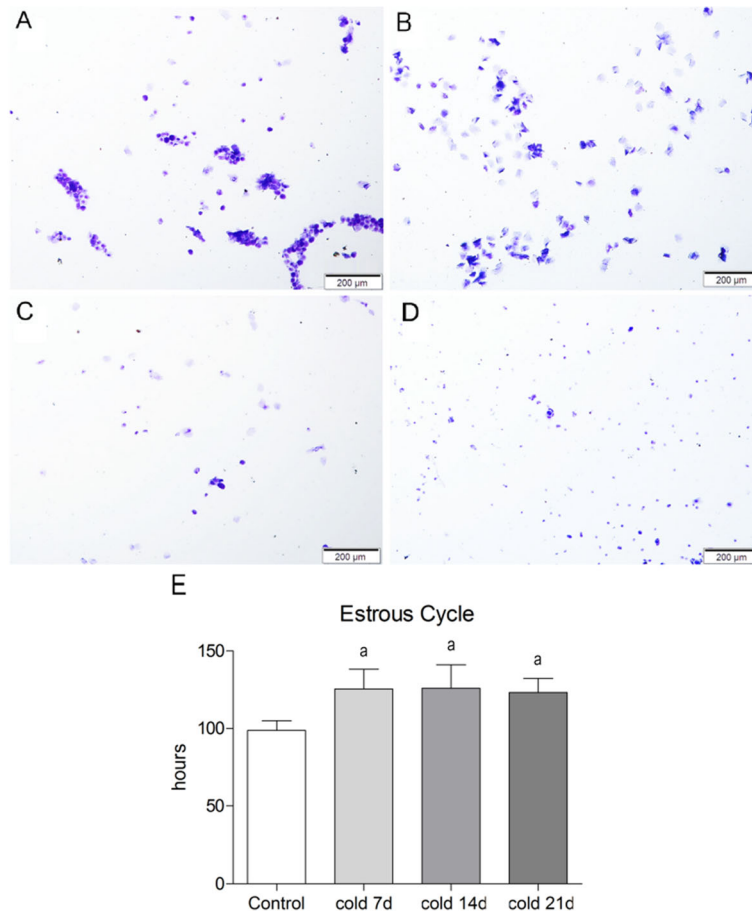 A
B
200 µm
200 µm
C
D
200 µm
200 µm
E
Estrous Cycle
a
a
a
150
100
50
0
hours
Control
cold 7d
cold 14d
cold 21d